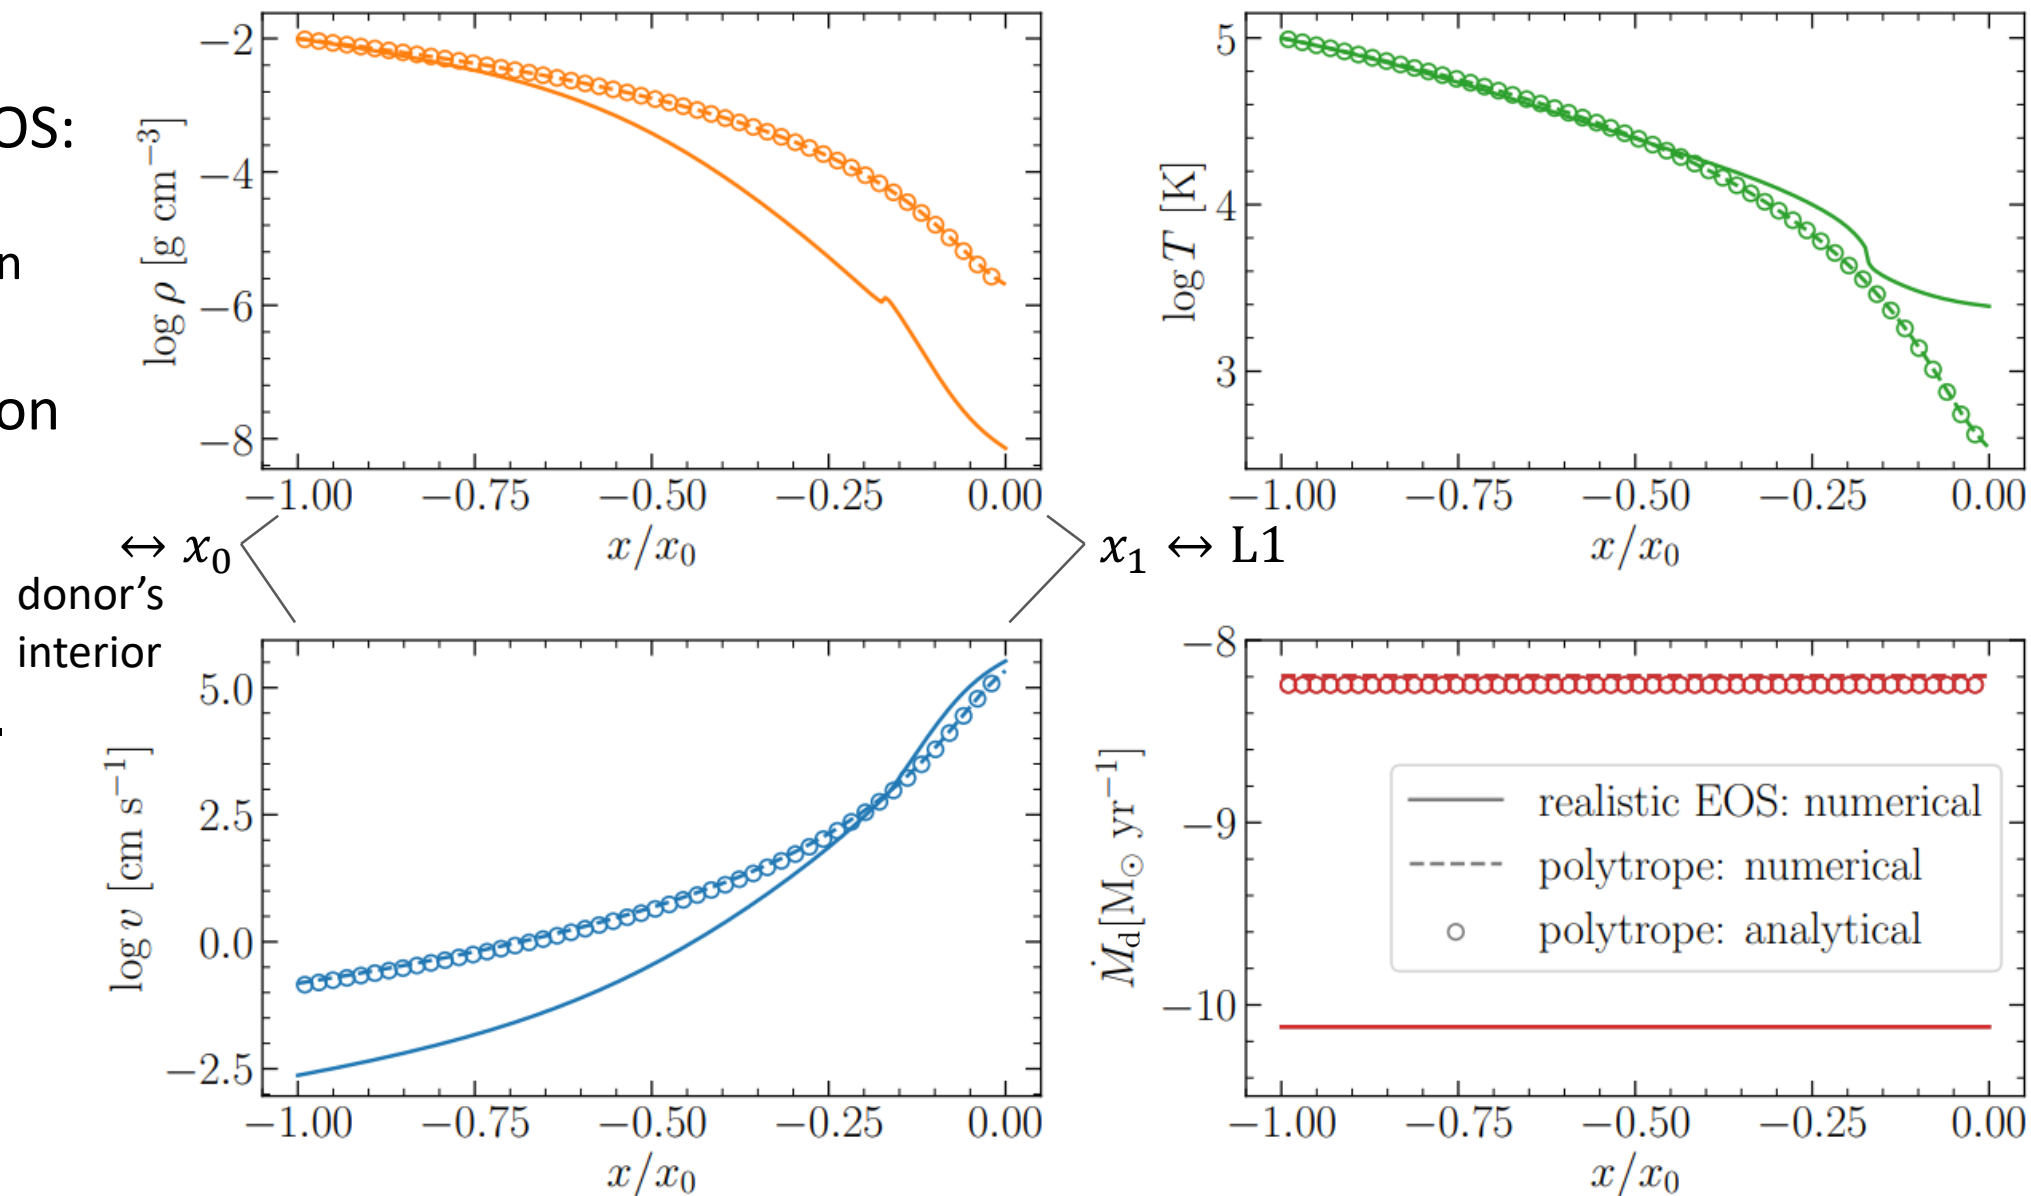 OS:
n
on
donor's
interior
.
−2
−4
−6
−8
log ρ [g cm⁻³]
−1.00 −0.75 −0.50 −0.25 0.00
x/x₀
5
4
3
log T [K]
−1.00 −0.75 −0.50 −0.25 0.00
x/x₀
↔ x₀
x₁ ↔ L1
5.0
2.5
0.0
−2.5
log v [cm s⁻¹]
−1.00 −0.75 −0.50 −0.25 0.00
x/x₀
−8
−9
−10
Ṁ_d[M_⊙ yr⁻¹]
realistic EOS: numerical
polytrope: numerical
polytrope: analytical
−1.00 −0.75 −0.50 −0.25 0.00
x/x₀